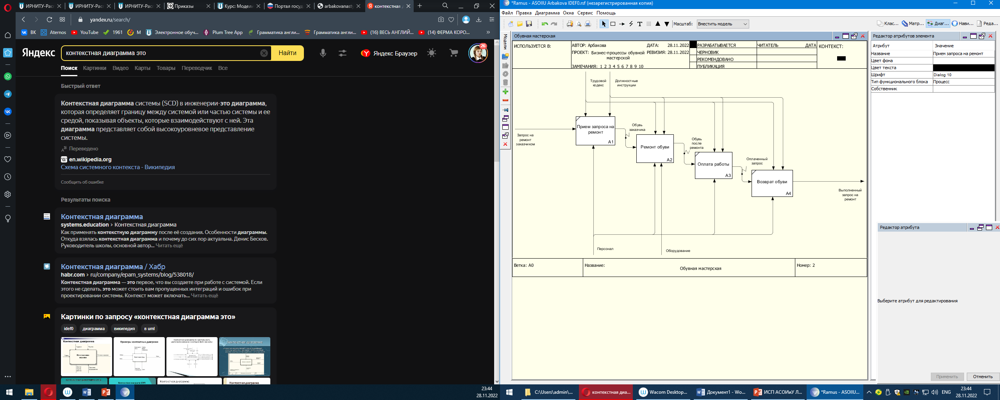 ИРНИТУ-Рас
ИРНИТУ-Рас
ИРНИТУ-Рас
Приказы
Курс: Модели
Портал госуд
arbakovanasty
контекстная д
yandex.ru/search/
ВК
Aternos
YouTube
1961
М
Электронное обуч...
Plum Tree App
Грамматика англи...
Грамматика англи...
(16) ВЕСЬ АНГЛИЙ...
(14) ФЕРМА КОРО...
»
Яндекс
контекстная диаграмма это
Найти
Яндекс Браузер
26
Поиск Картинки Видео Карты Товары Переводчик Все
Быстрый ответ
Контекстная диаграмма системы (SCD) в инженерии-это диаграмма,
которая определяет границу между системой или частью системы и ее
средой, показывая объекты, которые взаимодействуют с ней. Эта
диаграмма представляет собой высокоуровневое представление
системы.
Переведено
en.wikipedia.org
Схема системного контекста - Википедия
Сообщить об ошибке
Результаты поиска
Контекстная диаграмма
systems.education › Контекстная диаграмма
Как применять контекстную диаграмму после её создания. Особенности диаграммы.
Откуда взялась контекстная диаграмма и почему до сих пор актуальна. Денис Бесков.
Руководитель школы, основной автор... Читать ещё
Контекстная диаграмма / Хабр
habr.com › ru/company/epam_systems/blog/538018/
Контекстная диаграмма — это первое, что вы создаете при работе с системой. Если
этого не сделать, это может стоить вам пропущенных интеграций и ошибок при
проектировании системы. Контекст может включать... Читать ещё
Картинки по запросу «контекстная диаграмма это»
idef0
диаграмма
википедия
в uml
Контекстная диаграмма
Примеры контекстных диаграмм
Контекстная диаграмма
Контекстная диаграмма
Контекстная диаграмма
23:44
28.11.2022
*Ramus - ASOIIU Arbakova IDEF0.rsf (незарегистрированная копия)
Файл Правка Диаграмма Окна Сервис Помощь
Масштаб:
Вместить модель
Клас...
Матр...
Диаг...
Нави...
Реда...
Модели
Обувная мастерская
ИСПОЛЬЗУЕТСЯ В:
АВТОР: Арбакова
ДАТА: 28.11.2022
ПРОЕКТ: Бизнес-процессы обувной
мастерской
РЕВИЗИЯ: 28.11.2022
ЗАМЕЧАНИЯ: 1 2 3 4 5 6 7 8 9 10
РАЗРАБАТЫВАЕТСЯ
ЧЕРНОВИК
РЕКОМЕНДОВАНО
ПУБЛИКАЦИЯ
ЧИТАТЕЛЬ
ДАТА
КОНТЕКСТ:
Трудовой
кодекс
Должностные
инструкции
Запрос на
ремонт
заказчиком
Прием запроса на
ремонт
A1
Обувь
заказчика
Ремонт обуви
A2
Обувь
после
ремонта
Оплата работы
A3
Оплаченный
запрос
Возврат обуви
A4
Выполненный
запрос на
ремонт
Персонал
Оборудование
Ветка: A0
Название:
Обувная мастерская
Номер: 2
Редактор атрибутов элемента
Атрибут
Значение
Название
Прием запроса на ремонт
Цвет фона
Цвет текста
Шрифт
Dialog 10
Тип функционального блока
Процесс
Собственник
Редактор атрибута
Выберите атрибут для редактирования
Применить
Отменить
C:\Users\admin\...
контекстная диа...
Wacom Desktop...
Документ1 - Wo...
ИСП АСОИиУ Л...
*Ramus - ASOIIU...
ENG
23:44
28.11.2022